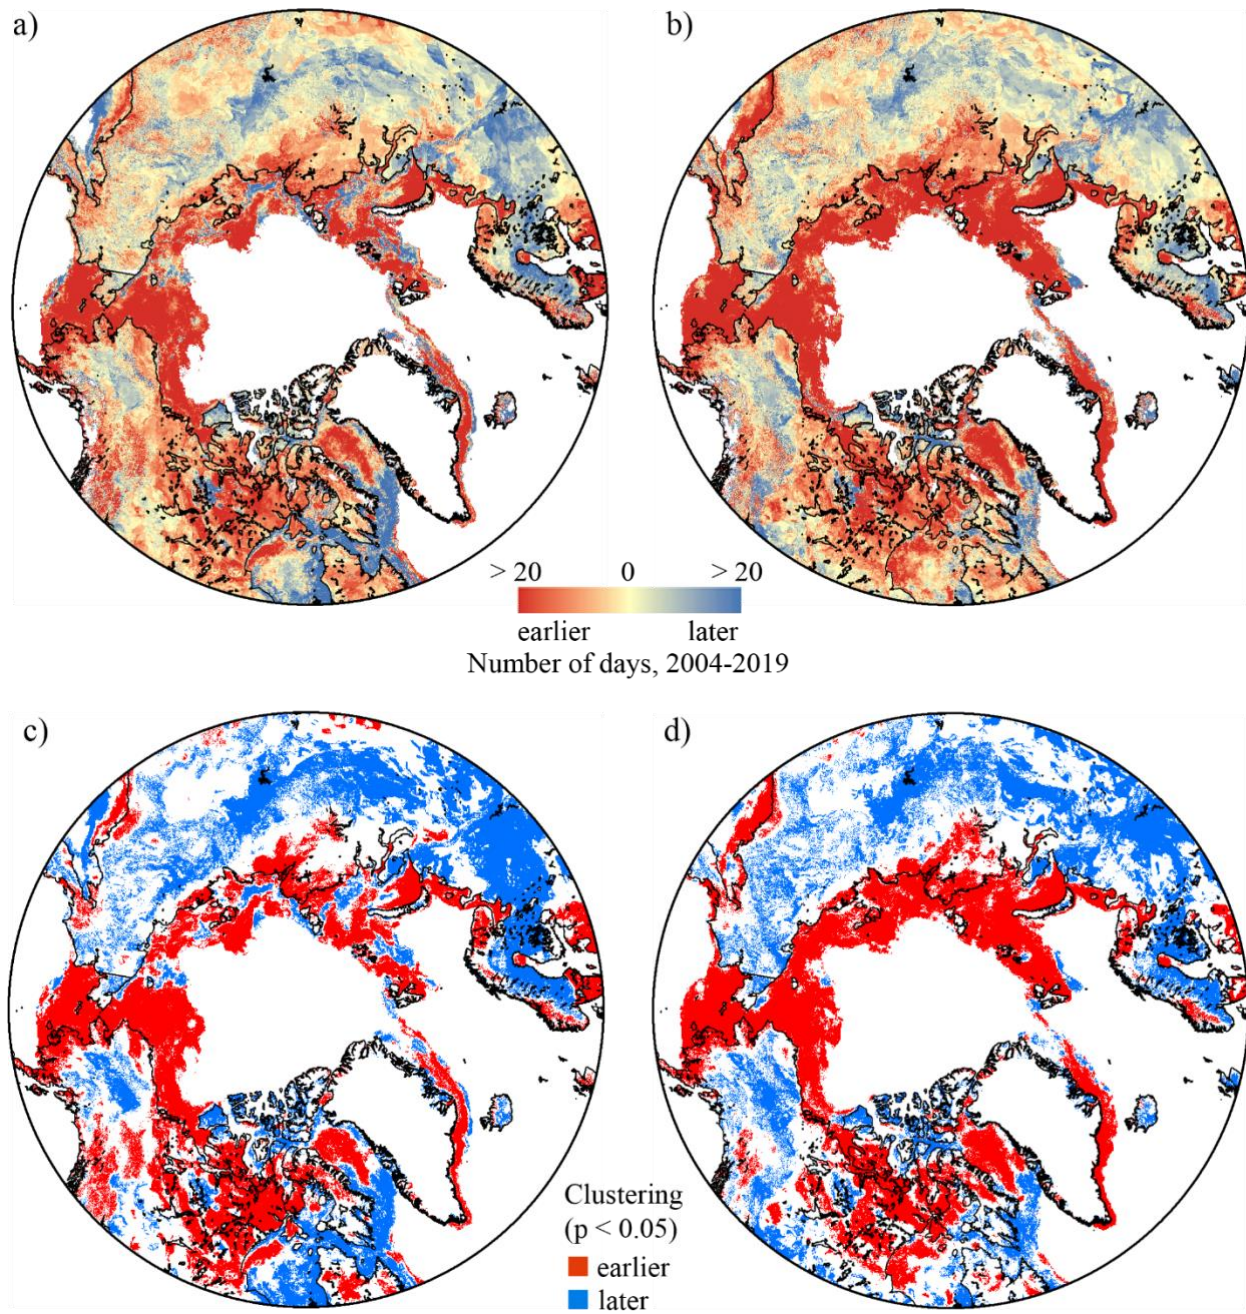 a)
b)
> 20 0 > 20
earlier later
Number of days, 2004-2019
c)
d)
Clustering
(p < 0.05)
earlier
later